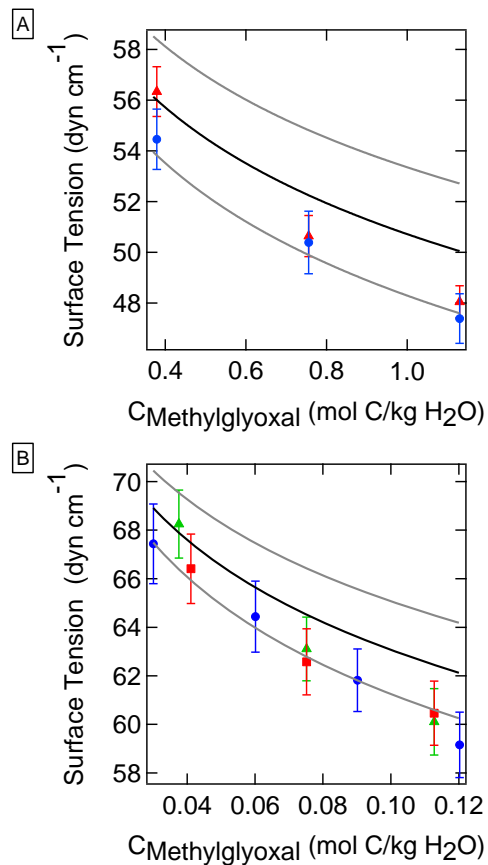 A
Surface Tension (dyn cm-1)
58
56
54
52
50
48
0.4 0.6 0.8 1.0
CMethylglyoxal (mol C/kg H2O)
B
Surface Tension (dyn cm-1)
70
68
66
64
62
60
58
0.04 0.06 0.08 0.10 0.12
CMethylglyoxal (mol C/kg H2O)